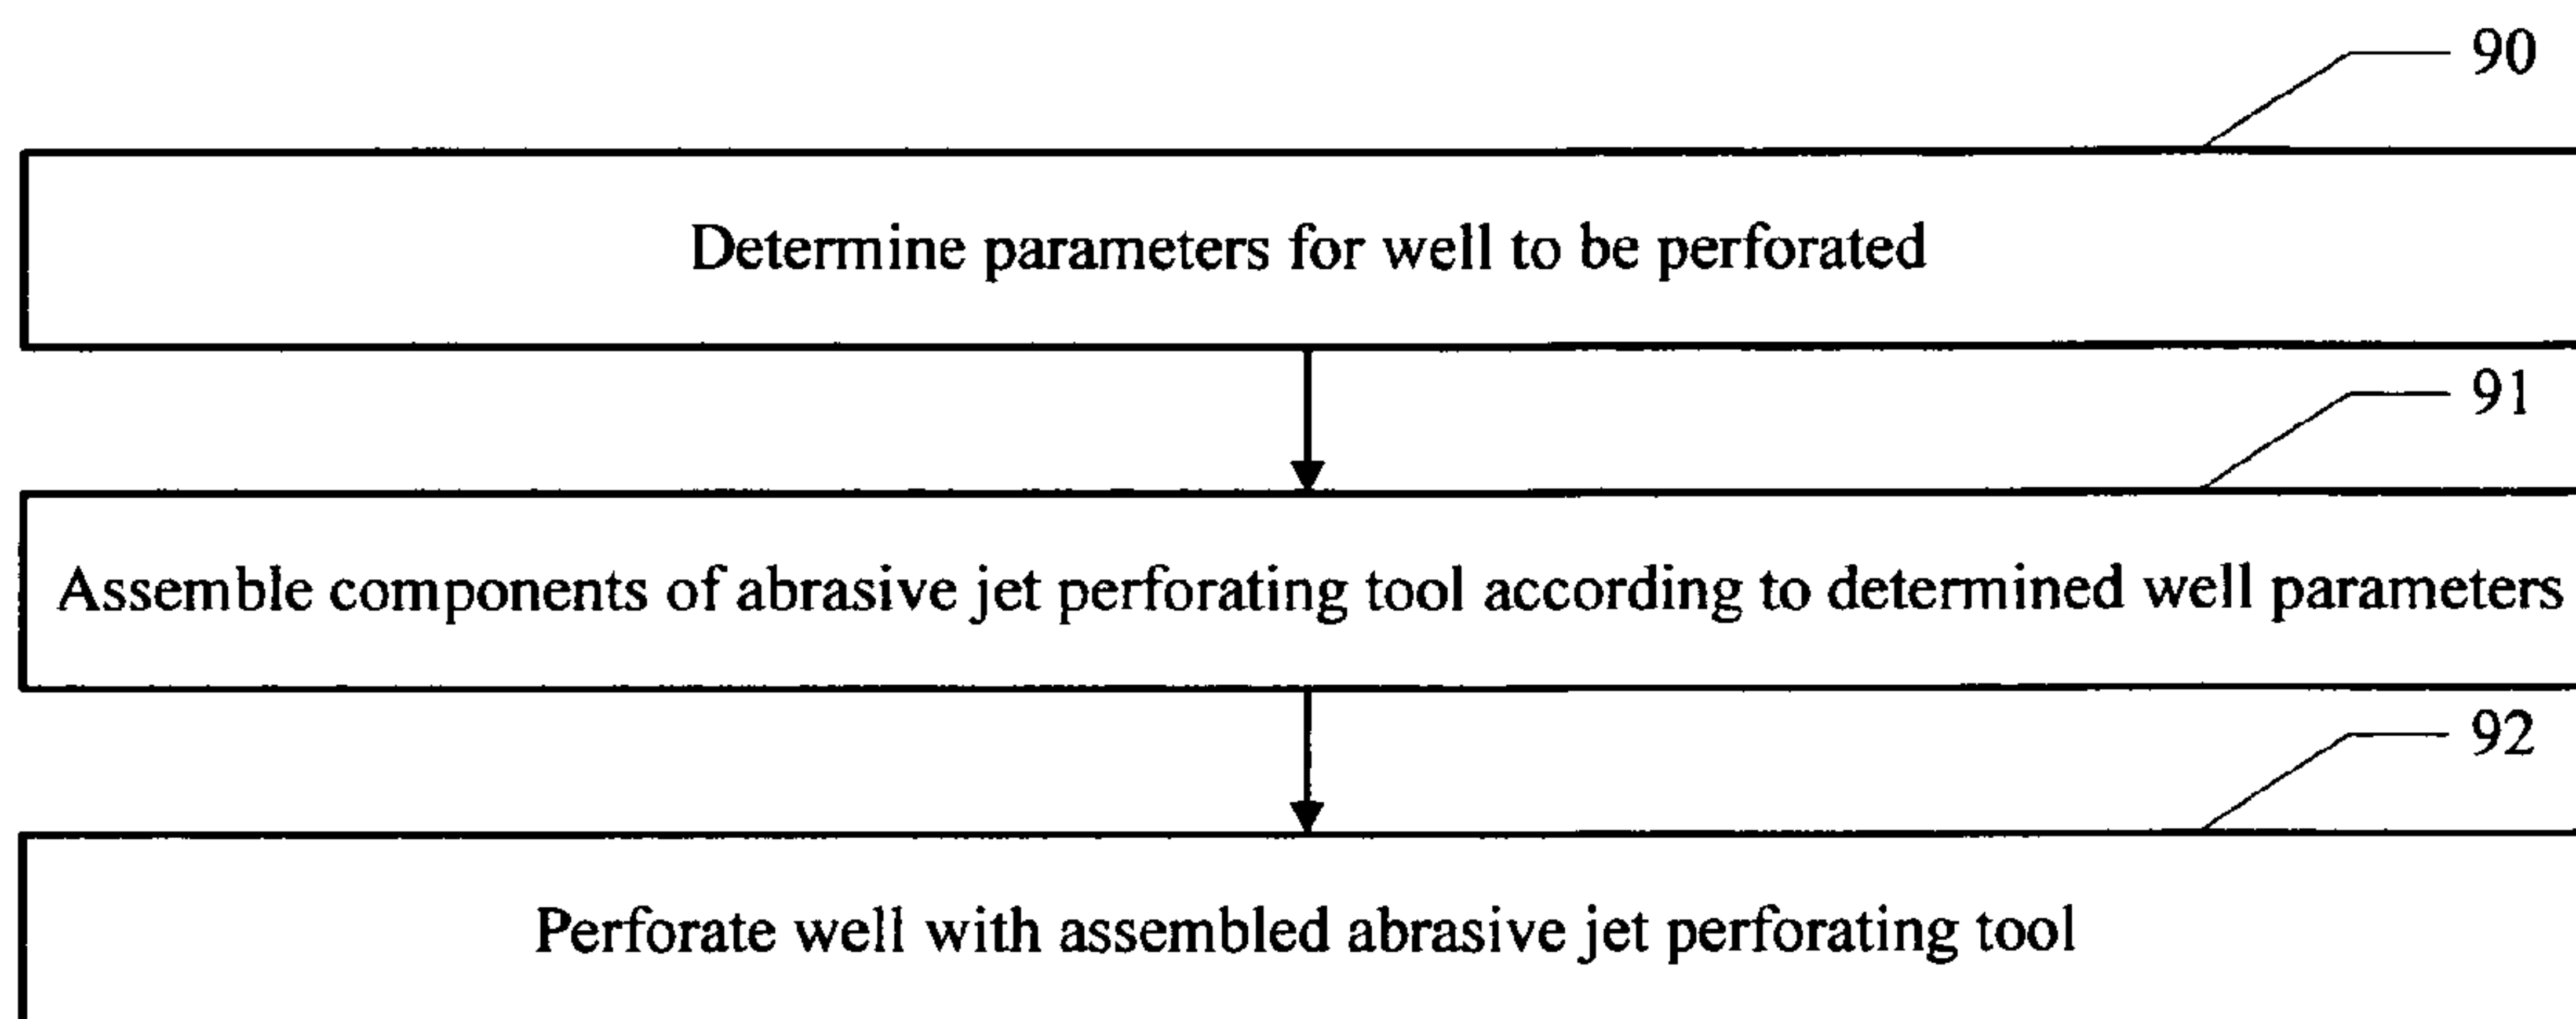 90
Determine parameters for well to be perforated
91
Assemble components of abrasive jet perforating tool according to determined well parameters
92
Perforate well with assembled abrasive jet perforating tool